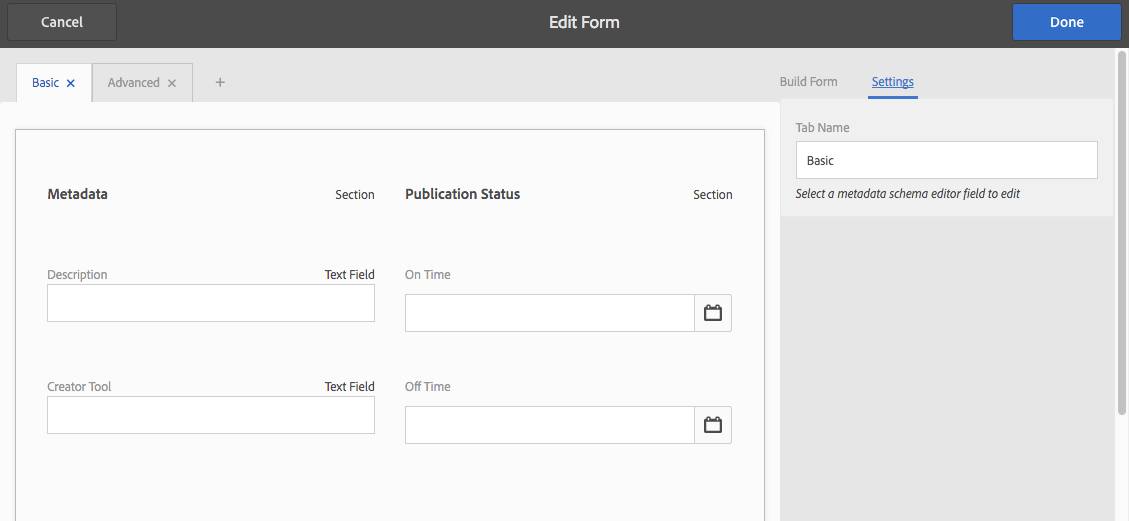 Cancel
Edit Form
Done
Basic ×
Advanced ×
+
Build Form
Settings
Tab Name
Basic
Select a metadata schema editor field to edit
Metadata
Section
Publication Status
Section
Description
Text Field
On Time
Creator Tool
Text Field
Off Time